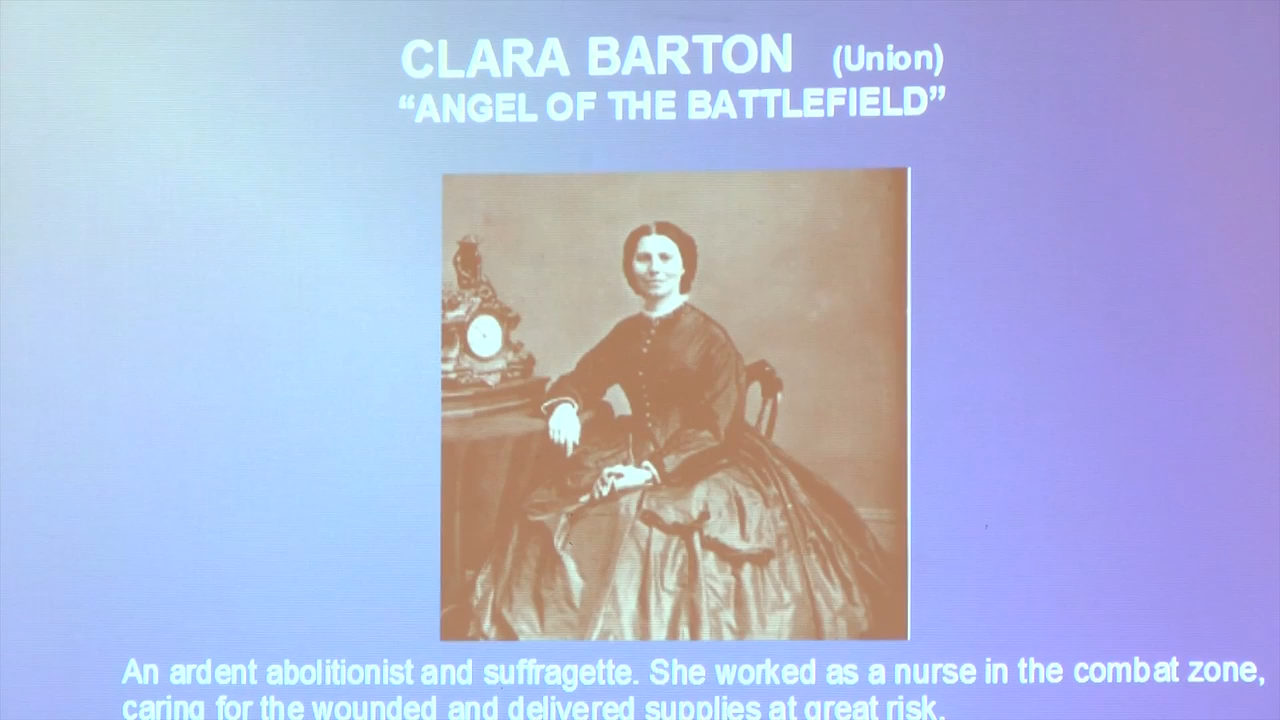 CLARA BARTON (Union)
“ANGEL OF THE BATTLEFIELD”
An ardent abolitionist and suffragette. She worked as a nurse in the combat zone,
caring for the wounded and delivered supplies at great risk.